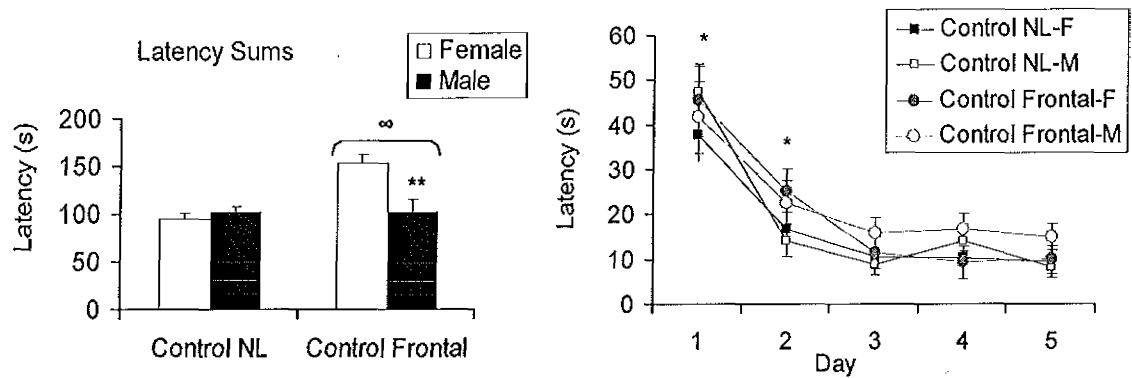 Latency Sums
Female
Male
200
150
100
50
0
Latency (s)
∞
**
Control NL
Control Frontal
Control NL-F
Control NL-M
Control Frontal-F
Control Frontal-M
60
50
40
30
20
10
0
Latency (s)
*
*
1 2 3 4 5
Day